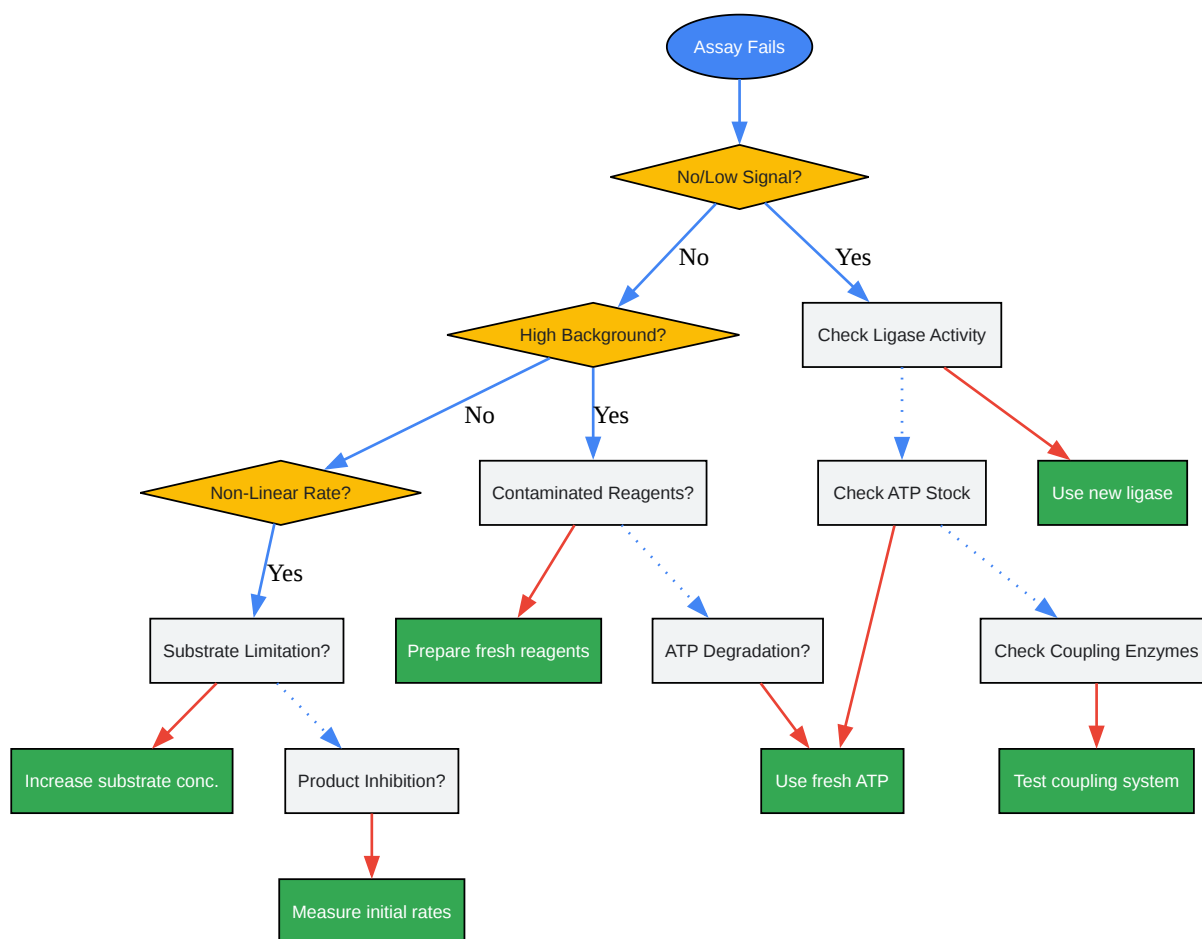 Assay Fails
No/Low Signal?
No
Yes
High Background?
Check Ligase Activity
No
Yes
Non-Linear Rate?
Contaminated Reagents?
Check ATP Stock
Use new ligase
Yes
Substrate Limitation?
Prepare fresh reagents
ATP Degradation?
Check Coupling Enzymes
Increase substrate conc.
Product Inhibition?
Use fresh ATP
Test coupling system
Measure initial rates